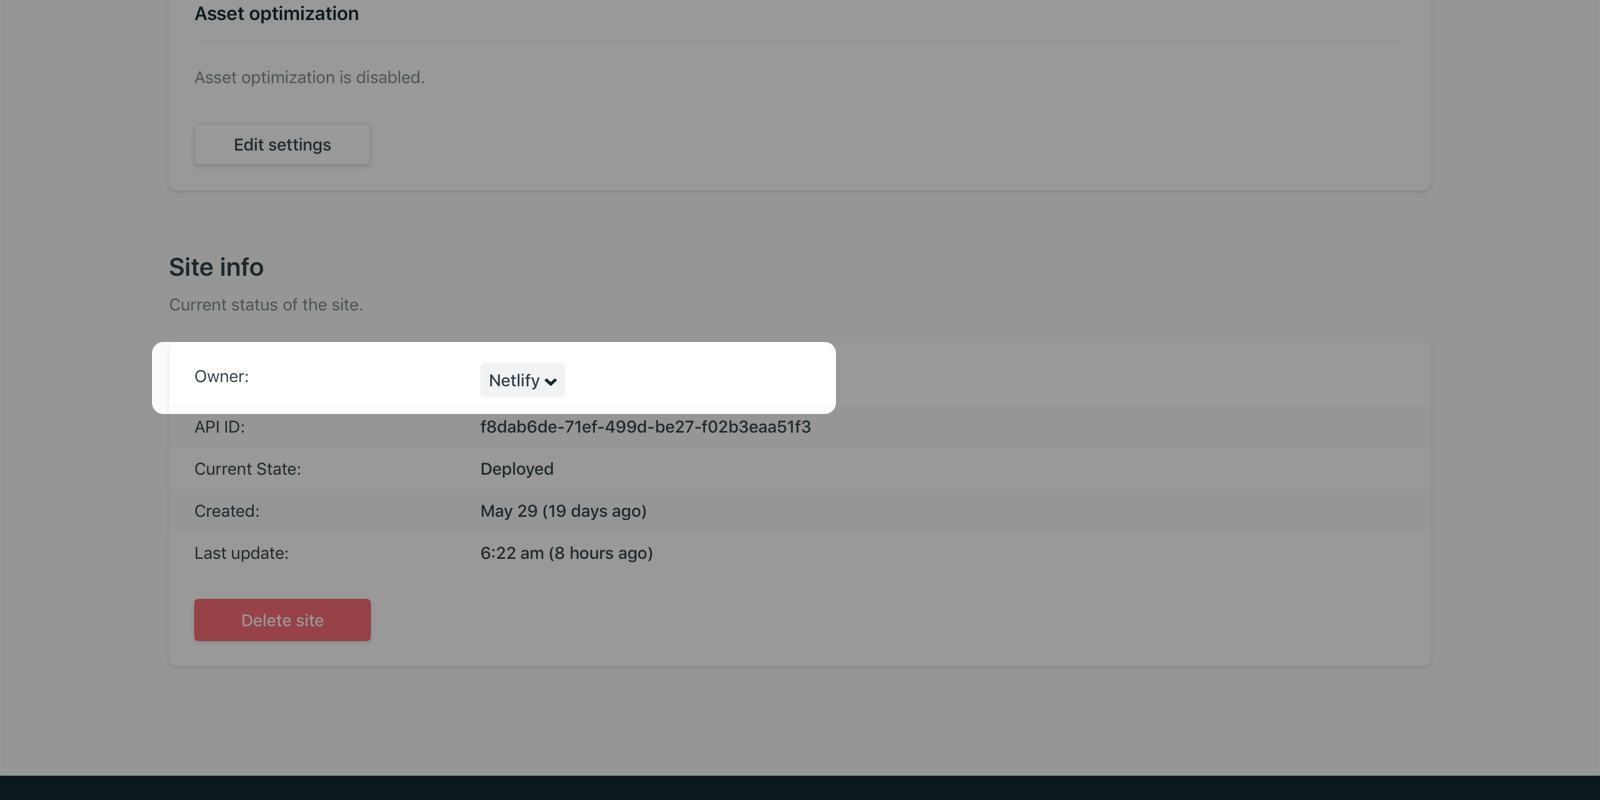 Asset optimization
Asset optimization is disabled.
Edit settings
Site info
Current status of the site.
Owner: Netlify
API ID: f8dab6de-71ef-499d-be27-f02b3eaa51f3
Current State: Deployed
Created: May 29 (19 days ago)
Last update: 6:22 am (8 hours ago)
Delete site